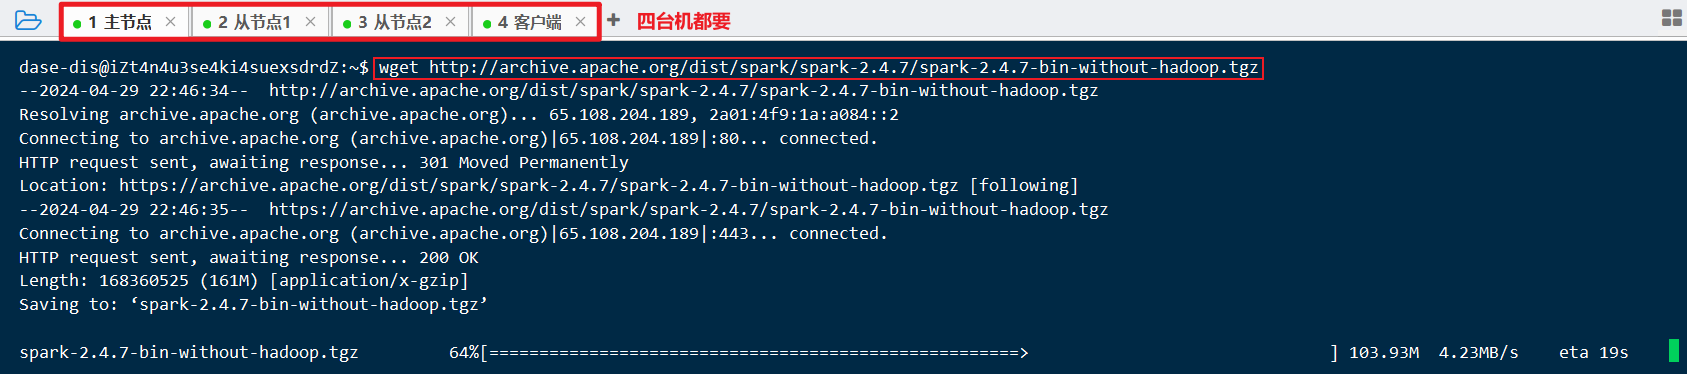 1 主节点 × 2 从节点1 × 3 从节点2 × 4 客户端 × + 四台机都要
dase-dis@iZt4n4u3se4ki4suexsdrdZ:~$ wget http://archive.apache.org/dist/spark/spark-2.4.7/spark-2.4.7-bin-without-hadoop.tgz
--2024-04-29 22:46:34--  http://archive.apache.org/dist/spark/spark-2.4.7/spark-2.4.7-bin-without-hadoop.tgz
Resolving archive.apache.org (archive.apache.org)... 65.108.204.189, 2a01:4f9:1a:a084::2
Connecting to archive.apache.org (archive.apache.org)|65.108.204.189|:80... connected.
HTTP request sent, awaiting response... 301 Moved Permanently
Location: https://archive.apache.org/dist/spark/spark-2.4.7/spark-2.4.7-bin-without-hadoop.tgz [following]
--2024-04-29 22:46:35--  https://archive.apache.org/dist/spark/spark-2.4.7/spark-2.4.7-bin-without-hadoop.tgz
Connecting to archive.apache.org (archive.apache.org)|65.108.204.189|:443... connected.
HTTP request sent, awaiting response... 200 OK
Length: 168360525 (161M) [application/x-gzip]
Saving to: ‘spark-2.4.7-bin-without-hadoop.tgz’
spark-2.4.7-bin-without-hadoop.tgz 64%[=====================================================> ] 103.93M 4.23MB/s eta 19s